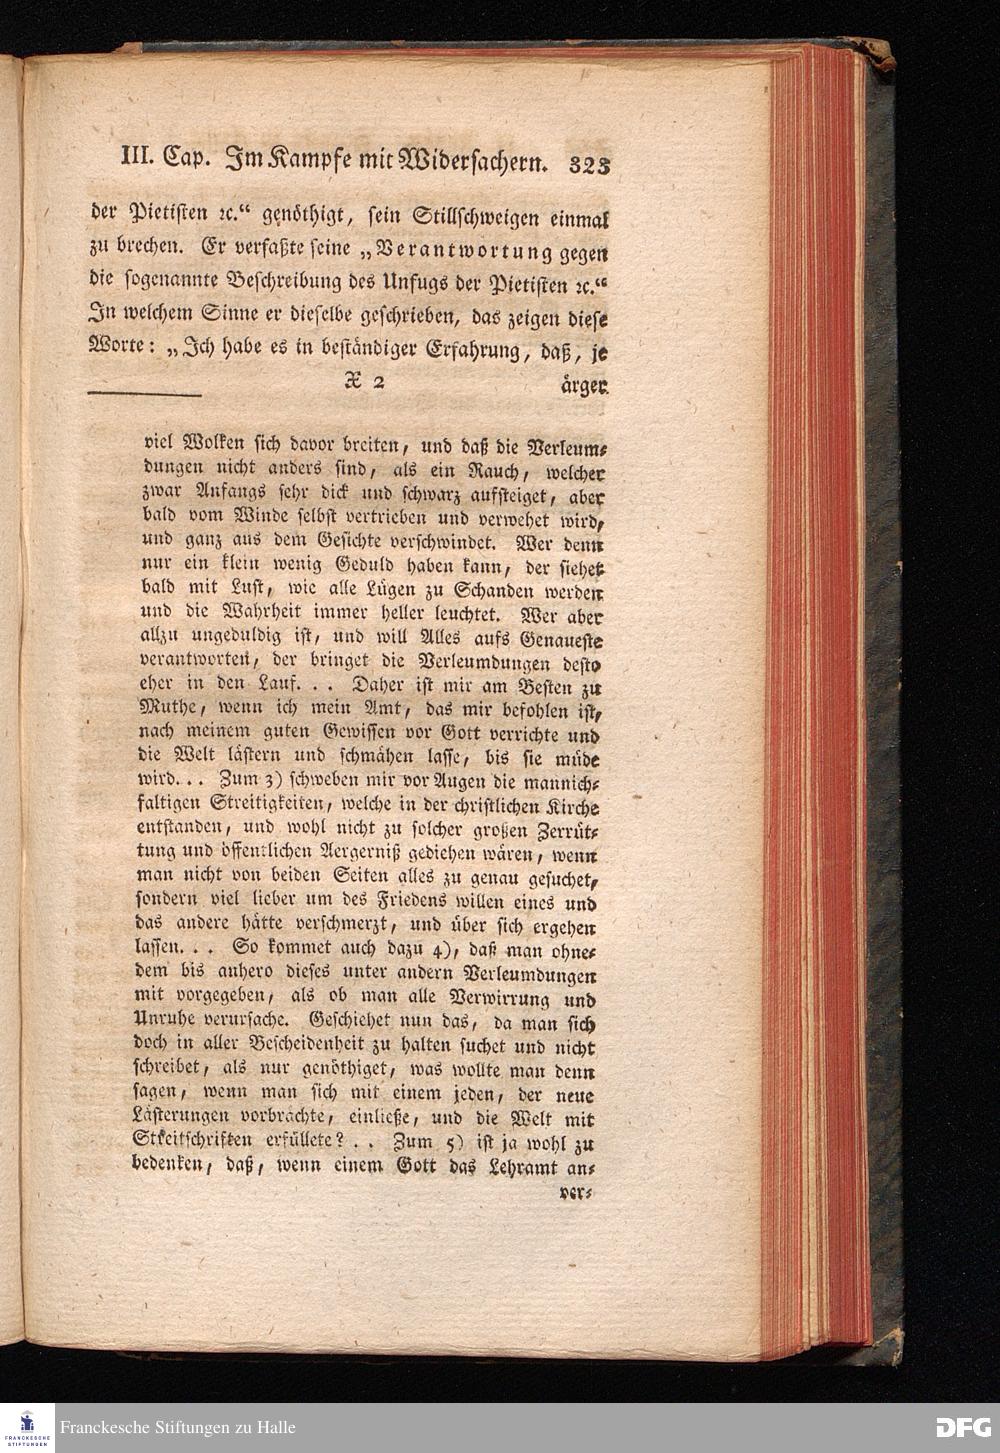 III. Cap. Im Kampfe mit Widersachern. 323
der Pietisten ꝛc.“ genöthigt, sein Stillschweigen einmal
zu brechen. Er verfaßte seine „Verantwortung gegen
die sogenannte Beschreibung des Unfugs der Pietisten ꝛc.“
In welchem Sinne er dieselbe geschrieben, das zeigen diese
Worte: „Ich habe es in beständiger Erfahrung, daß, je
X 2 ärger
viel Wolken sich davor breiten, und daß die Verleum-
dungen nicht anders sind, als ein Rauch, welcher
zwar Anfangs sehr dick und schwarz aufsteiget, aber
bald vom Winde selbst vertrieben und verwehet wird,
und ganz aus dem Gesichte verschwindet. Wer denn
nur ein klein wenig Geduld haben kann, der siehet
bald mit Lust, wie alle Lügen zu Schanden werden
und die Wahrheit immer heller leuchtet. Wer aber
allzu ungeduldig ist, und will Alles aufs Genaueste
verantworten, der bringet die Verleumdungen desto
eher in den Lauf. . . Daher ist mir am Besten zu
Muthe, wenn ich mein Amt, das mir befohlen ist,
nach meinem guten Gewissen vor Gott verrichte und
die Welt lästern und schmähen lasse, bis sie müde
wird. . . Zum 3) schweben mir vor Augen die mannich-
faltigen Streitigkeiten, welche in der christlichen Kirche
entstanden, und wohl nicht zu solcher großen Zerrüt-
tung und öffentlichen Aergerniß gediehen wären, wenn
man nicht von beiden Seiten alles zu genau gesuchet,
sondern viel lieber um des Friedens willen eines und
das andere hätte verschmerzt, und über sich ergehen
lassen. . . So kommet auch dazu 4), daß man ohne-
dem bis anhero dieses unter andern Verleumdungen
mit vorgegeben, als ob man alle Verwirrung und
Unruhe verursache. Geschiehet nun das, da man sich
doch in aller Bescheidenheit zu halten suchet und nicht
schreibet, als nur genöthiget, was wollte man denn
sagen, wenn man sich mit einem jeden, der neue
Lästerungen vorbrächte, einließe, und die Welt mit
Streitschriften erfüllete? . . Zum 5) ist ja wohl zu
bedenken, daß, wenn einem Gott das Lehramt an-
ver-
FRANCKESCHE
STIFTUNGEN
Franckesche Stiftungen zu Halle
DFG